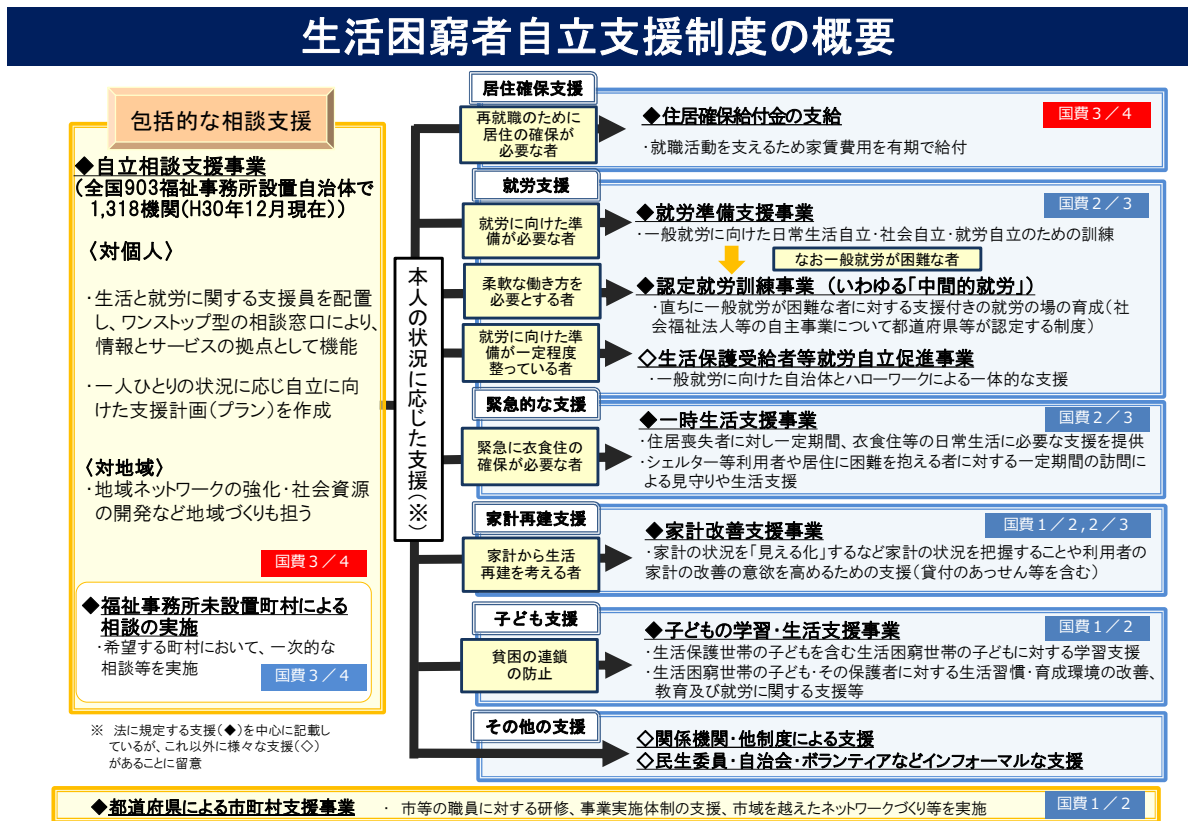 生活困窮者自立支援制度の概要
包括的な相談支援
◆自立相談支援事業
（全国903福祉事務所設置自治体で
1,318機関(H30年12月現在)）
〈対個人〉
・生活と就労に関する支援員を配置
し、ワンストップ型の相談窓口により、
情報とサービスの拠点として機能
・一人ひとりの状況に応じ自立に向
けた支援計画（プラン）を作成
〈対地域〉
・地域ネットワークの強化・社会資源
の開発など地域づくりも担う
国費３／４
◆福祉事務所未設置町村による
相談の実施
・希望する町村において、一次的な
相談等を実施
国費３／４
※　法に規定する支援（◆）を中心に記載し
ているが、これ以外に様々な支援（◇）
があることに留意
本人の状況に応じた支援（※）
居住確保支援
再就職のために
居住の確保が
必要な者
◆住居確保給付金の支給
国費３／４
・就職活動を支えるため家賃費用を有期で給付
就労支援
就労に向けた準
備が必要な者
◆就労準備支援事業
国費２／３
・一般就労に向けた日常生活自立・社会自立・就労自立のための訓練
なお一般就労が困難な者
柔軟な働き方を
必要とする者
◆認定就労訓練事業　（いわゆる「中間的就労」）
・直ちに一般就労が困難な者に対する支援付きの就労の場の育成（社
会福祉法人等の自主事業について都道府県等が認定する制度）
就労に向けた準
備が一定程度
整っている者
◇生活保護受給者等就労自立促進事業
・一般就労に向けた自治体とハローワークによる一体的な支援
緊急的な支援
緊急に衣食住の
確保が必要な者
◆一時生活支援事業
国費２／３
・住居喪失者に対し一定期間、衣食住等の日常生活に必要な支援を提供
・シェルター等利用者や居住に困難を抱える者に対する一定期間の訪問に
よる見守りや生活支援
家計再建支援
家計から生活
再建を考える者
◆家計改善支援事業
国費１／２,２／３
・家計の状況を「見える化」するなど家計の状況を把握することや利用者の
家計の改善の意欲を高めるための支援（貸付のあっせん等を含む）
子ども支援
貧困の連鎖
の防止
◆子どもの学習・生活支援事業
国費１／２
・生活保護世帯の子どもを含む生活困窮世帯の子どもに対する学習支援
・生活困窮世帯の子ども・その保護者に対する生活習慣・育成環境の改善、
教育及び就労に関する支援等
その他の支援
◇関係機関・他制度による支援
◇民生委員・自治会・ボランティアなどインフォーマルな支援
◆都道府県による市町村支援事業　・　市等の職員に対する研修、事業実施体制の支援、市域を越えたネットワークづくり等を実施
国費１／２